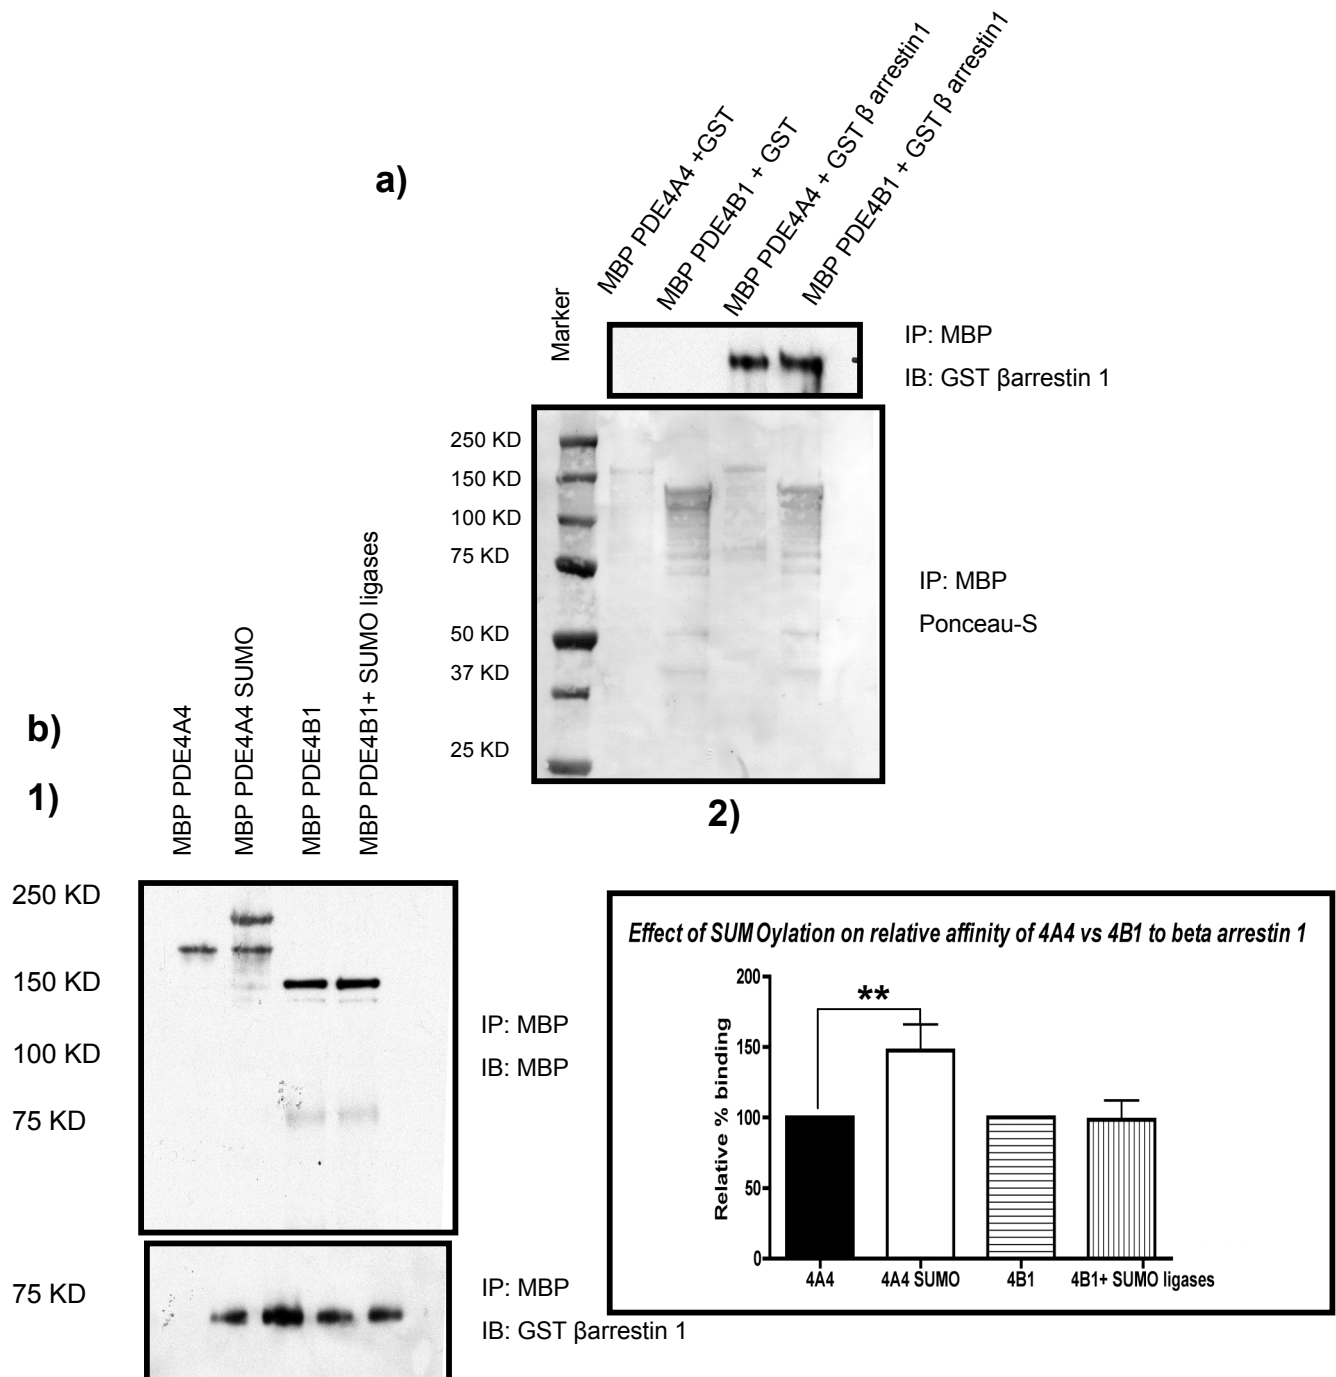 a)
Marker
MBP PDE4A4 +GST
MBP PDE4B1 + GST
MBP PDE4A4 + GST β arrestin1
MBP PDE4B1 + GST β arrestin1
IP: MBP
IB: GST βarrestin 1
250 KD
150 KD
100 KD
75 KD
50 KD
37 KD
25 KD
IP: MBP
Ponceau-S
b)
1)
MBP PDE4A4
MBP PDE4A4 SUMO
MBP PDE4B1
MBP PDE4B1+ SUMO ligases
250 KD
150 KD
100 KD
75 KD
IP: MBP
IB: MBP
75 KD
IP: MBP
IB: GST βarrestin 1
2)
Effect of SUMOylation on relative affinity of 4A4 vs 4B1 to beta arrestin 1
Relative % binding
200
150
100
50
0
**
4A4
4A4 SUMO
4B1
4B1+ SUMO ligases